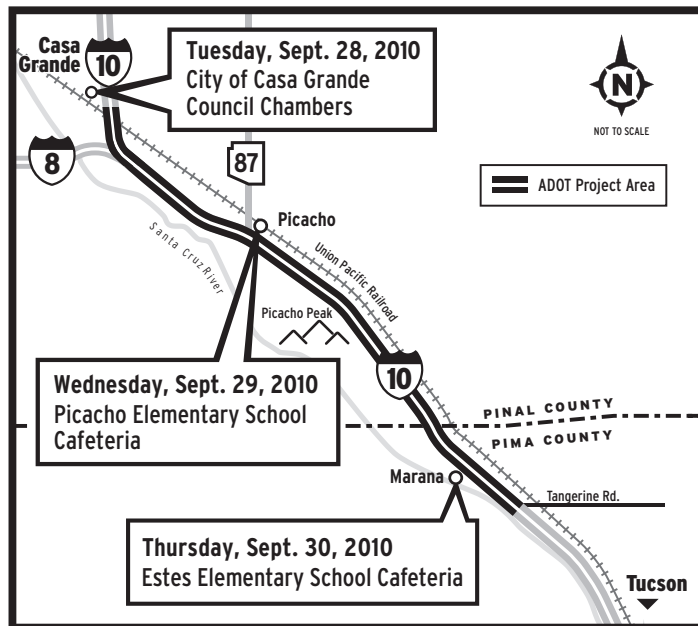 Casa
Grande
10
Tuesday, Sept. 28, 2010
City of Casa Grande
Council Chambers
N
NOT TO SCALE
8
87
ADOT Project Area
Picacho
Santa Cruz River
Union Pacific Railroad
Picacho Peak
10
Wednesday, Sept. 29, 2010
Picacho Elementary School
Cafeteria
PINAL COUNTY
PIMA COUNTY
Marana
Tangerine Rd.
Thursday, Sept. 30, 2010
Estes Elementary School Cafeteria
Tucson